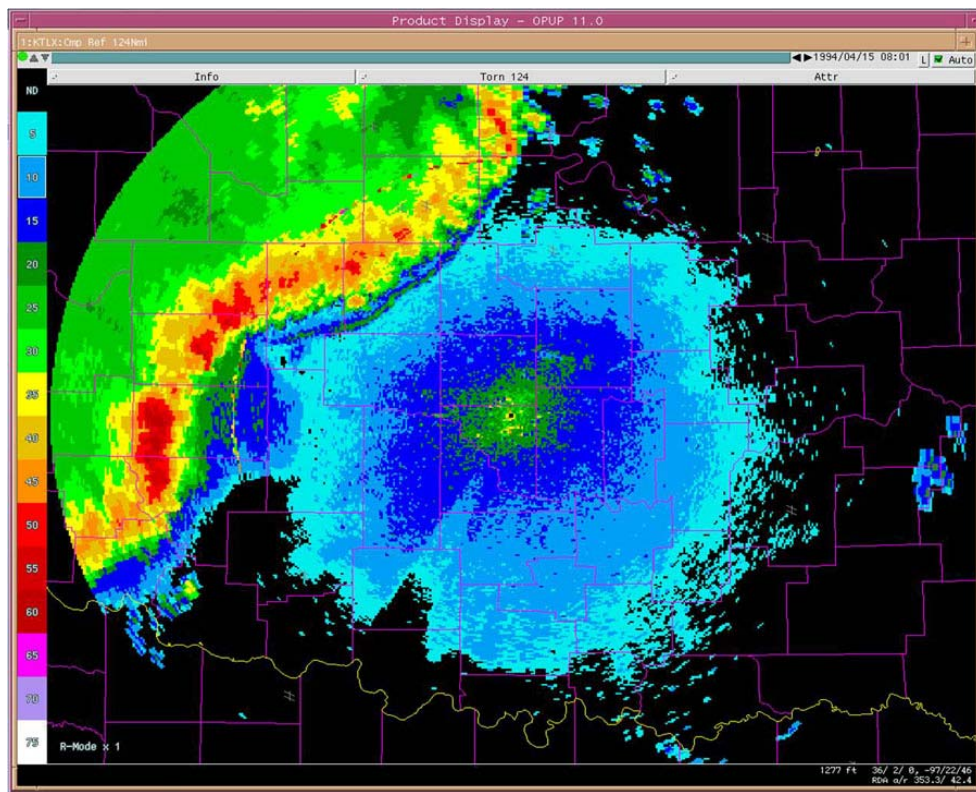 Product Display - OPUP 11.0
1:KTLX:Cmp Ref 124Nmi
1994/04/15 08:01 L Auto
Info Torn 124 Attr
ND
5
10
15
20
25
30
35
40
45
50
55
60
65
70
75
R-Mode x 1
1277 ft 36/ 2/ 0, -97/22/46
RDA a/r 353.3/ 42.4